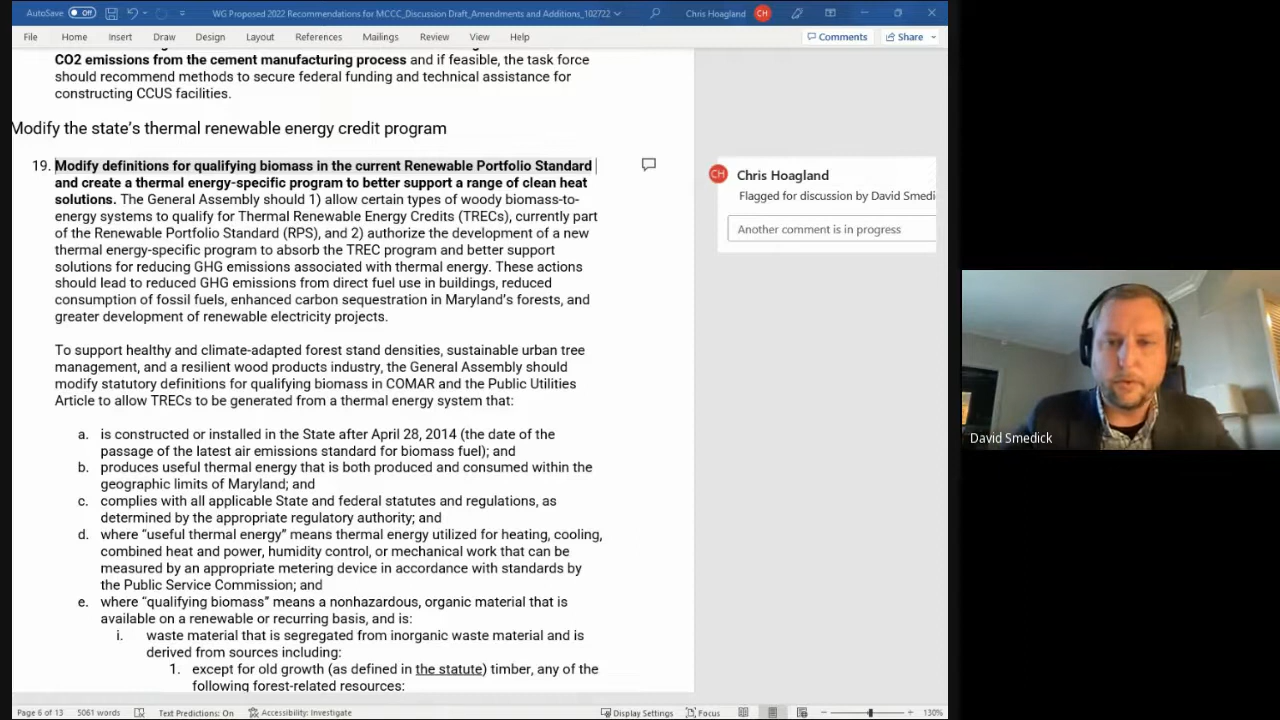 AutoSave Off
WG Proposed 2022 Recommendations for MCCC_Discussion Draft_Amendments and Additions_102722
Chris Hoagland CH
File Home Insert Draw Design Layout References Mailings Review View Help
Comments Share
CO2 emissions from the cement manufacturing process and if feasible, the task force
should recommend methods to secure federal funding and technical assistance for
constructing CCUS facilities.
Modify the state's thermal renewable energy credit program
19. Modify definitions for qualifying biomass in the current Renewable Portfolio Standard
and create a thermal energy-specific program to better support a range of clean heat
solutions. The General Assembly should 1) allow certain types of woody biomass-to-
energy systems to qualify for Thermal Renewable Energy Credits (TRECs), currently part
of the Renewable Portfolio Standard (RPS), and 2) authorize the development of a new
thermal energy-specific program to absorb the TREC program and better support
solutions for reducing GHG emissions associated with thermal energy. These actions
should lead to reduced GHG emissions from direct fuel use in buildings, reduced
consumption of fossil fuels, enhanced carbon sequestration in Maryland's forests, and
greater development of renewable electricity projects.
To support healthy and climate-adapted forest stand densities, sustainable urban tree
management, and a resilient wood products industry, the General Assembly should
modify statutory definitions for qualifying biomass in COMAR and the Public Utilities
Article to allow TRECs to be generated from a thermal energy system that:
a. is constructed or installed in the State after April 28, 2014 (the date of the
passage of the latest air emissions standard for biomass fuel); and
b. produces useful thermal energy that is both produced and consumed within the
geographic limits of Maryland; and
c. complies with all applicable State and federal statutes and regulations, as
determined by the appropriate regulatory authority; and
d. where “useful thermal energy” means thermal energy utilized for heating, cooling,
combined heat and power, humidity control, or mechanical work that can be
measured by an appropriate metering device in accordance with standards by
the Public Service Commission; and
e. where “qualifying biomass” means a nonhazardous, organic material that is
available on a renewable or recurring basis, and is:
i. waste material that is segregated from inorganic waste material and is
derived from sources including:
1. except for old growth (as defined in the statute) timber, any of the
following forest-related resources:
CH Chris Hoagland
Flagged for discussion by David Smedi
Another comment is in progress
David Smedick
Page 6 of 13 5061 words Text Predictions: On Accessibility: Investigate Display Settings Focus 130%